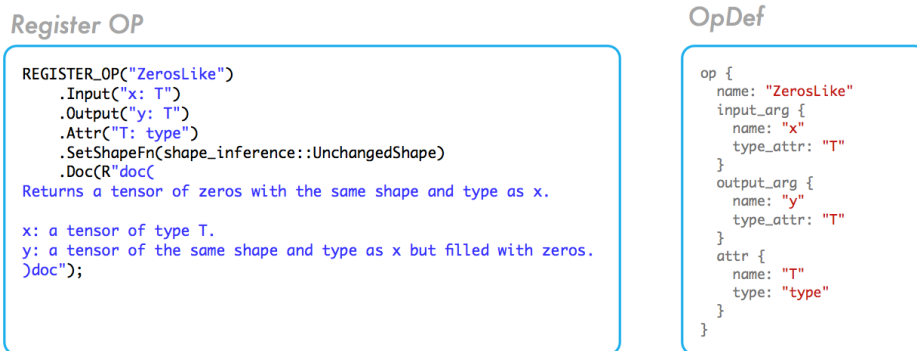 Register OP
REGISTER_OP("ZerosLike")
    .Input("x: T")
    .Output("y: T")
    .Attr("T: type")
    .SetShapeFn(shape_inference::UnchangedShape)
    .Doc(R"doc(
Returns a tensor of zeros with the same shape and type as x.

x: a tensor of type T.
y: a tensor of the same shape and type as x but filled with zeros.
)doc");
OpDef
op {
  name: "ZerosLike"
  input_arg {
    name: "x"
    type_attr: "T"
  }
  output_arg {
    name: "y"
    type_attr: "T"
  }
  attr {
    name: "T"
    type: "type"
  }
}